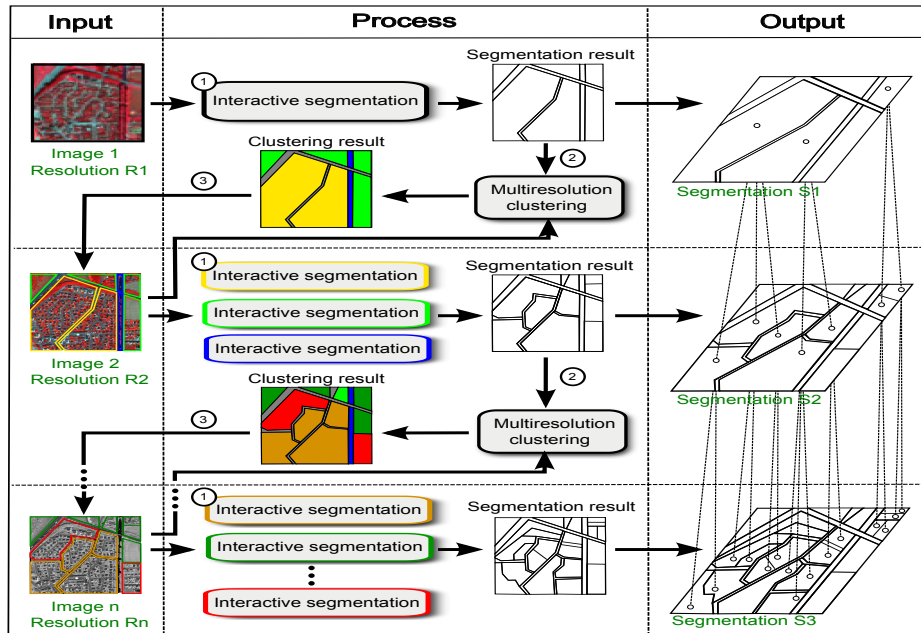 Input
Process
Output
Segmentation result
1
Interactive segmentation
Image 1
Resolution R1
Clustering result
2
3
Multiresolution
clustering
Segmentation S1
1
Interactive segmentation
Segmentation result
Interactive segmentation
Interactive segmentation
Image 2
Resolution R2
Clustering result
2
3
Multiresolution
clustering
Segmentation S2
1
Interactive segmentation
Segmentation result
Interactive segmentation
Interactive segmentation
Image n
Resolution Rn
Segmentation S3